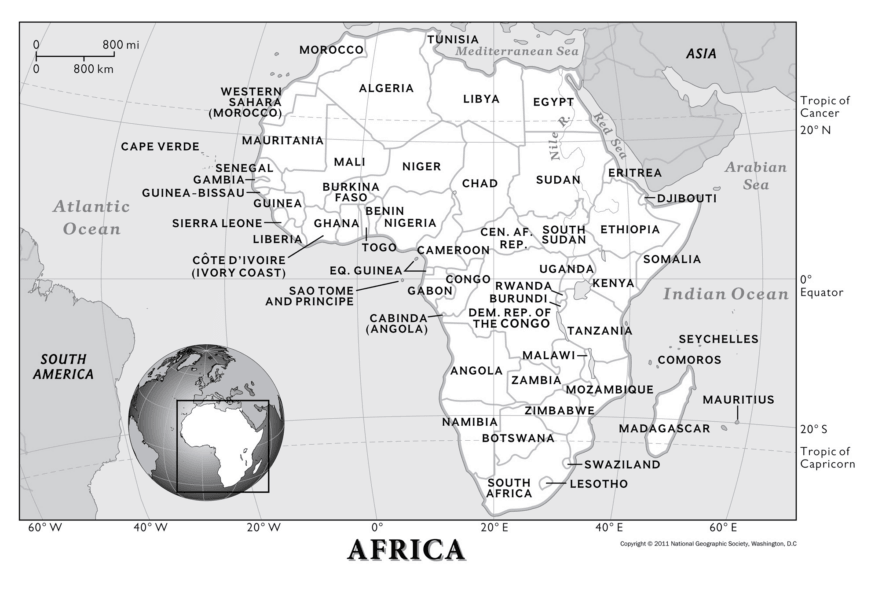 0 800 mi
0 800 km
MOROCCO
TUNISIA
Mediterranean Sea
ASIA
ALGERIA
LIBYA
EGYPT
WESTERN
SAHARA
(MOROCCO)
Tropic of
Cancer
20° N
Nile R.
Red Sea
MAURITANIA
CAPE VERDE
MALI
NIGER
SENEGAL
GAMBIA
GUINEA-BISSAU
GUINEA
BURKINA
FASO
CHAD
SUDAN
ERITREA
Arabian
Sea
DJIBOUTI
Atlantic
Ocean
SIERRA LEONE
LIBERIA
GHANA
BENIN
NIGERIA
TOGO
CÔTE D'IVOIRE
(IVORY COAST)
CEN. AF.
REP.
SOUTH
SUDAN
ETHIOPIA
CAMEROON
SOMALIA
EQ. GUINEA
UGANDA
0°
Equator
SAO TOME
AND PRINCIPE
GABON
CONGO
RWANDA
BURUNDI
KENYA
Indian Ocean
CABINDA
(ANGOLA)
DEM. REP. OF
THE CONGO
TANZANIA
SEYCHELLES
COMOROS
SOUTH
AMERICA
MALAWI
ANGOLA
ZAMBIA
MOZAMBIQUE
MAURITIUS
ZIMBABWE
NAMIBIA
BOTSWANA
MADAGASCAR
20° S
Tropic of
Capricorn
SWAZILAND
SOUTH
AFRICA
LESOTHO
60° W 40° W 20° W 0° 20° E 40° E 60° E
AFRICA
Copyright © 2011 National Geographic Society, Washington, D.C